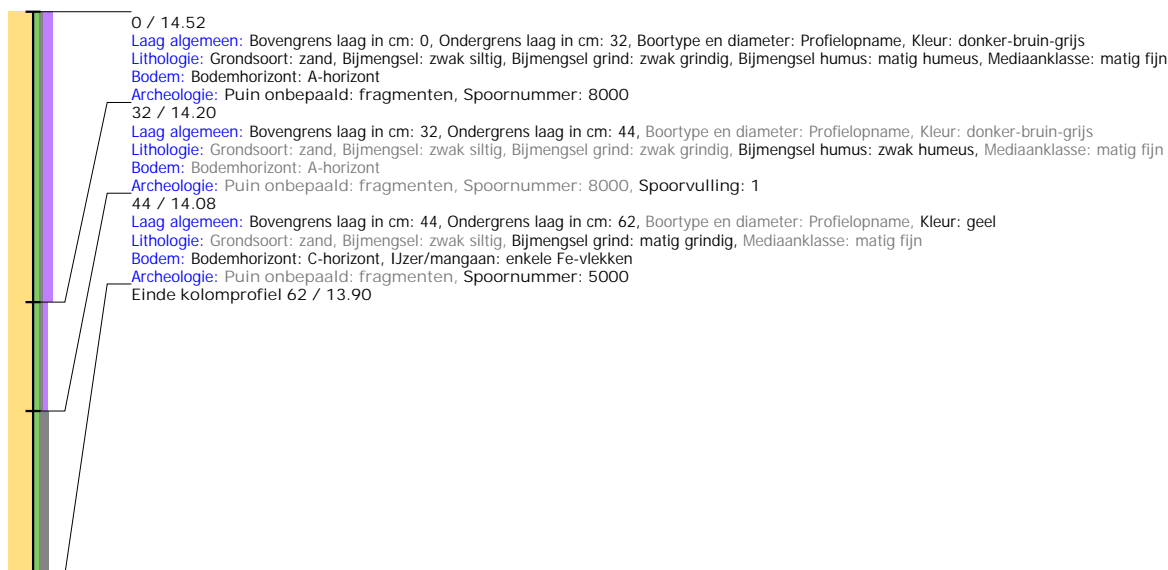 0 / 14.52
Laag algemeen: Bovengrens laag in cm: 0, Ondergrens laag in cm: 32, Boortype en diameter: Profielopname, Kleur: donker-bruin-grijs
Lithologie: Grondsoort: zand, Bijmengsel: zwak siltig, Bijmengsel grind: zwak grindig, Bijmengsel humus: matig humeus, Mediaanklasse: matig fijn
Bodem: Bodemhorizont: A-horizont
Archeologie: Puin onbepaald: fragmenten, Spoornummer: 8000
32 / 14.20
Laag algemeen: Bovengrens laag in cm: 32, Ondergrens laag in cm: 44, Boortype en diameter: Profielopname, Kleur: donker-bruin-grijs
Lithologie: Grondsoort: zand, Bijmengsel: zwak siltig, Bijmengsel grind: zwak grindig, Bijmengsel humus: zwak humeus, Mediaanklasse: matig fijn
Bodem: Bodemhorizont: A-horizont
Archeologie: Puin onbepaald: fragmenten, Spoornummer: 8000, Spoorvulling: 1
44 / 14.08
Laag algemeen: Bovengrens laag in cm: 44, Ondergrens laag in cm: 62, Boortype en diameter: Profielopname, Kleur: geel
Lithologie: Grondsoort: zand, Bijmengsel: zwak siltig, Bijmengsel grind: matig grindig, Mediaanklasse: matig fijn
Bodem: Bodemhorizont: C-horizont, IJzer/mangaan: enkele Fe-vlekken
Archeologie: Puin onbepaald: fragmenten, Spoornummer: 5000
Einde kolomprofiel 62 / 13.90